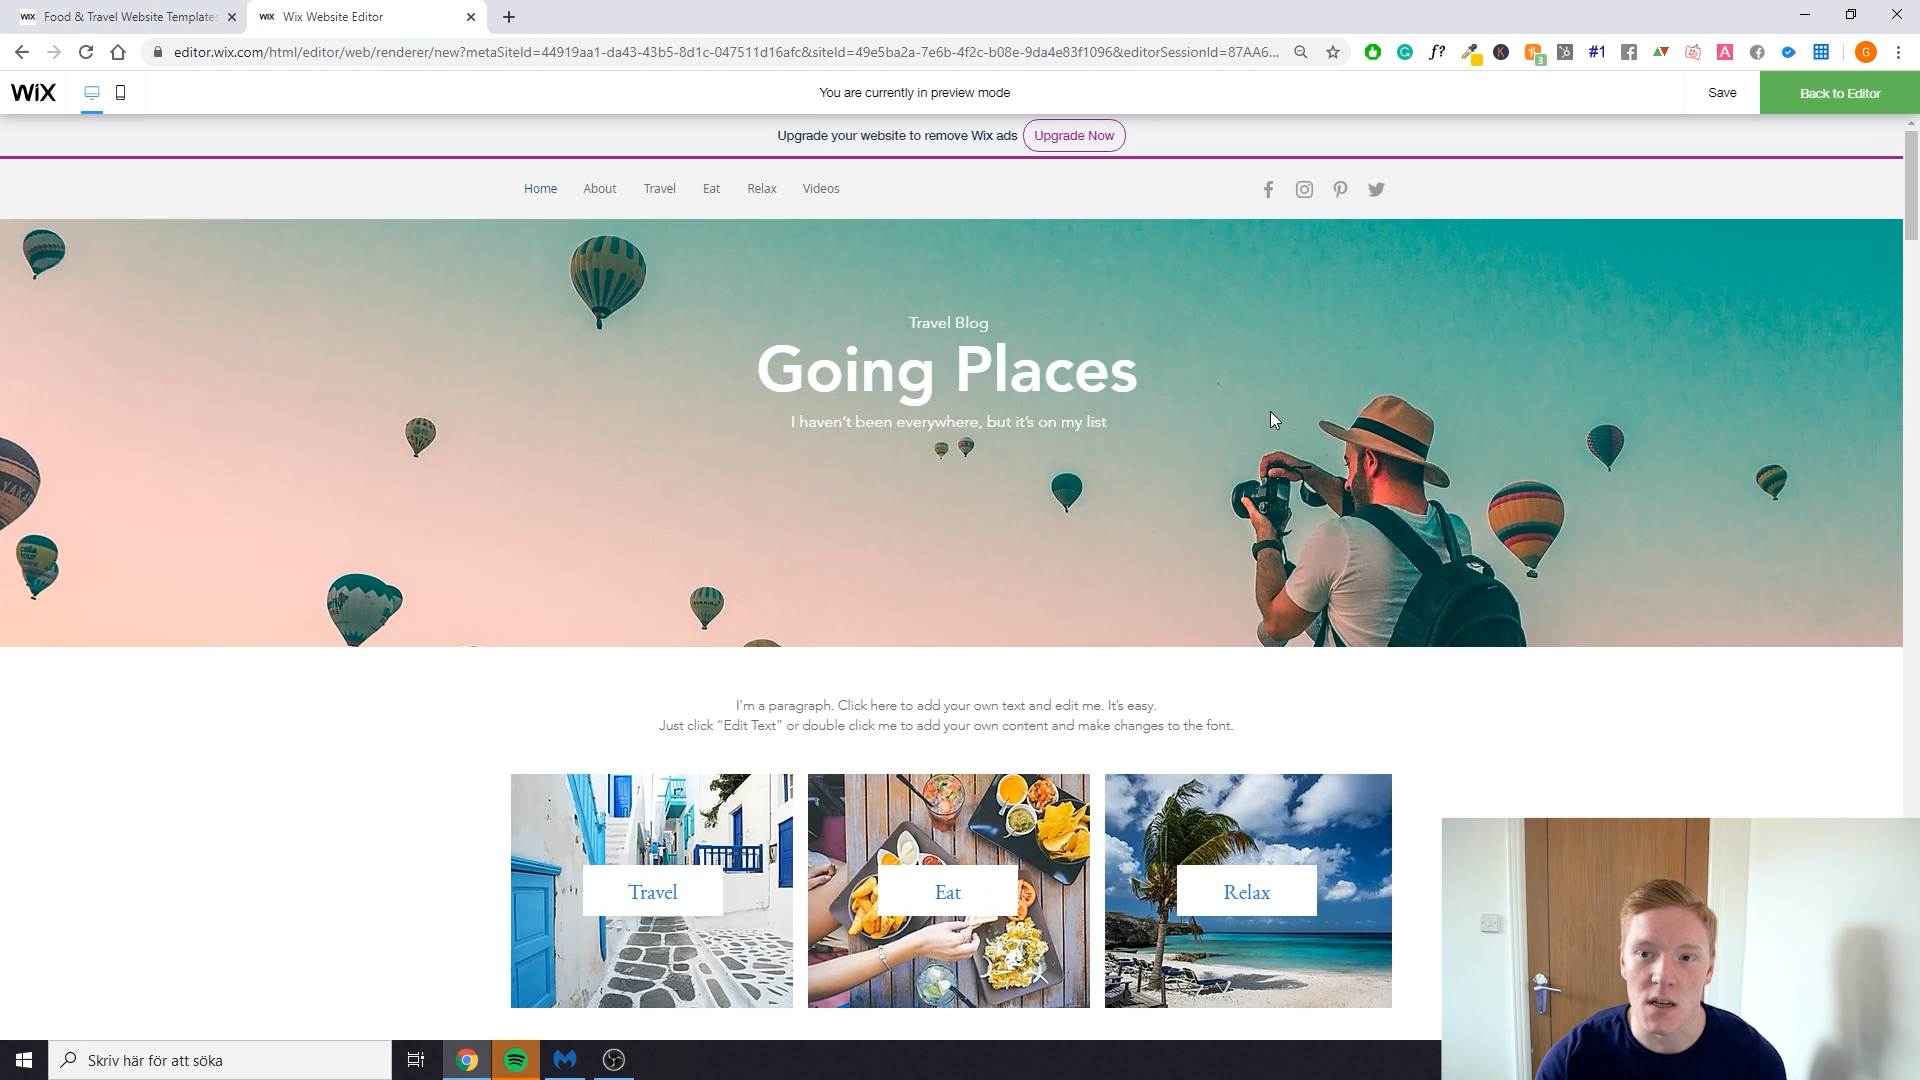 WIX Food & Travel Website Templates
WIX Wix Website Editor
editor.wix.com/html/editor/web/renderer/new?metaSiteId=44919aa1-da43-43b5-8d1c-047511d16afc&siteId=49e5ba2a-7e6b-4f2c-b08e-9da4e83f1096&editorSessionId=87AA6...
f?
K
3
#1
A
G
WiX
You are currently in preview mode
Save
Back to Editor
Upgrade your website to remove Wix ads
Upgrade Now
Home
About
Travel
Eat
Relax
Videos
Travel Blog
Going Places
I haven't been everywhere, but it's on my list
I'm a paragraph. Click here to add your own text and edit me. It's easy.
Just click “Edit Text” or double click me to add your own content and make changes to the font.
Travel
Eat
Relax
Skriv här för att söka